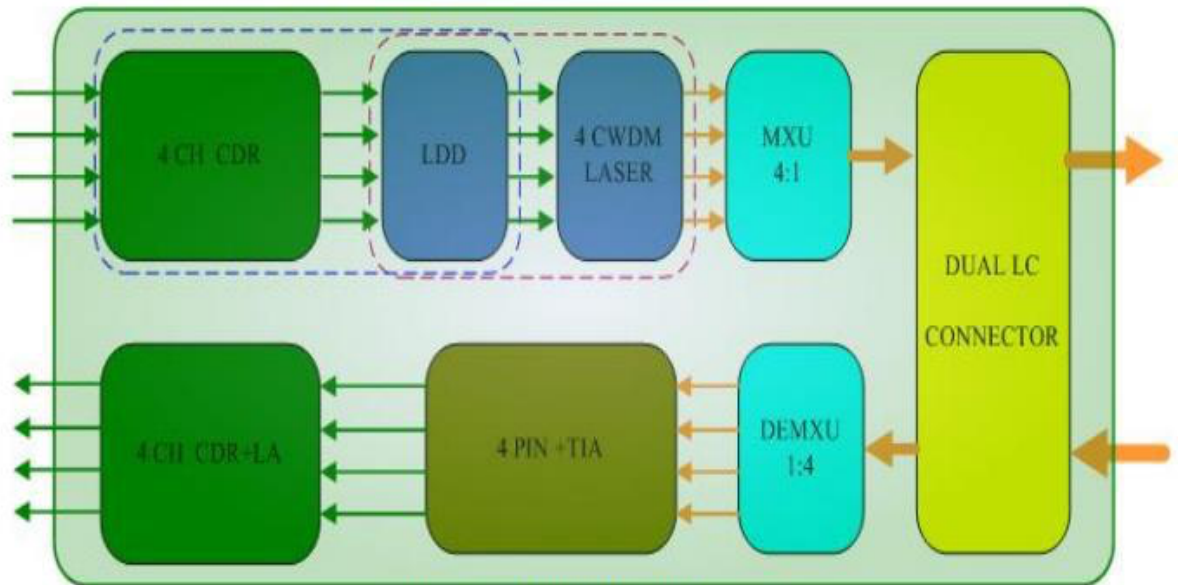 4 CH CDR
LDD
4 CWDM
LASER
MXU
4:1
DUAL LC
CONNECTOR
4 CH CDR+LA
4 PIN +TIA
DEMXU
1:4